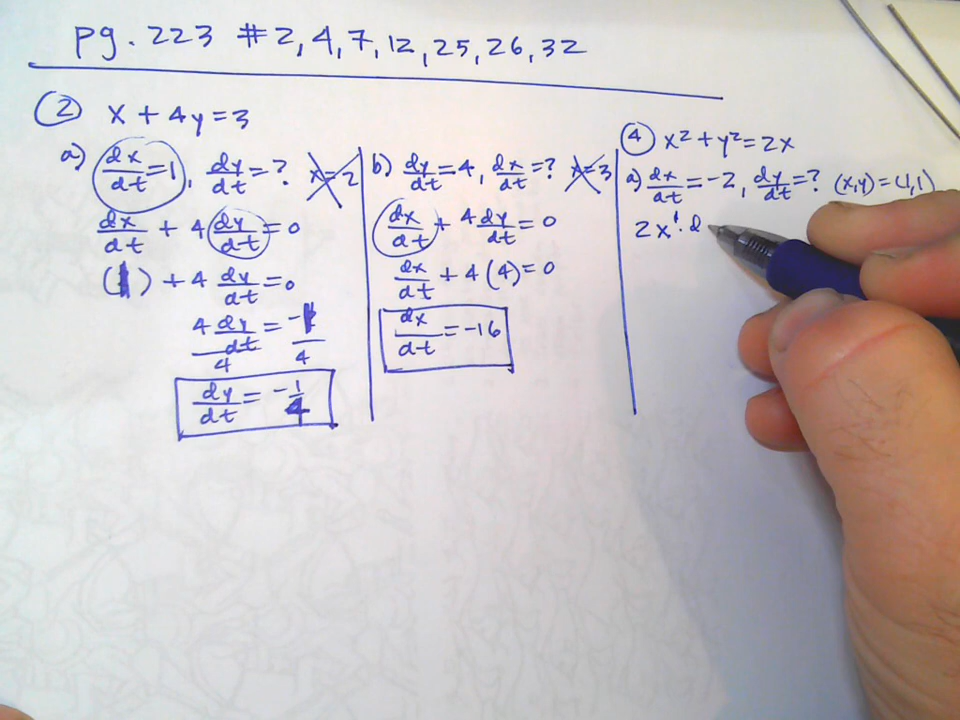 pg. 223 #2,4,7,12,25,26,32
② x + 4y = 3
a) dx/dt = 1, dy/dt = ? x = 2
dx/dt + 4 dy/dt = 0
(1) + 4 dy/dt = 0
4 dy/dt / 4 = -1 / 4
dy/dt = -1/4
b) dy/dt = 4, dx/dt = ? x = 3
dx/dt + 4 dy/dt = 0
dx/dt + 4(4) = 0
dx/dt = -16
④ x² + y² = 2x
a) dx/dt = -2, dy/dt = ? (x,y) = (1,1)
2x¹ · d